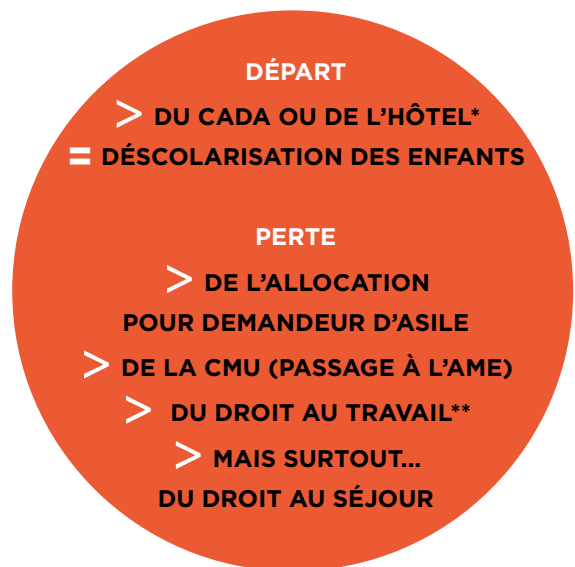 DÉPART
> DU CADA OU DE L'HÔTEL*
= DÉSCOLARISATION DES ENFANTS
PERTE
> DE L'ALLOCATION
POUR DEMANDEUR D'ASILE
> DE LA CMU (PASSAGE À L'AME)
> DU DROIT AU TRAVAIL**
> MAIS SURTOUT...
DU DROIT AU SÉJOUR